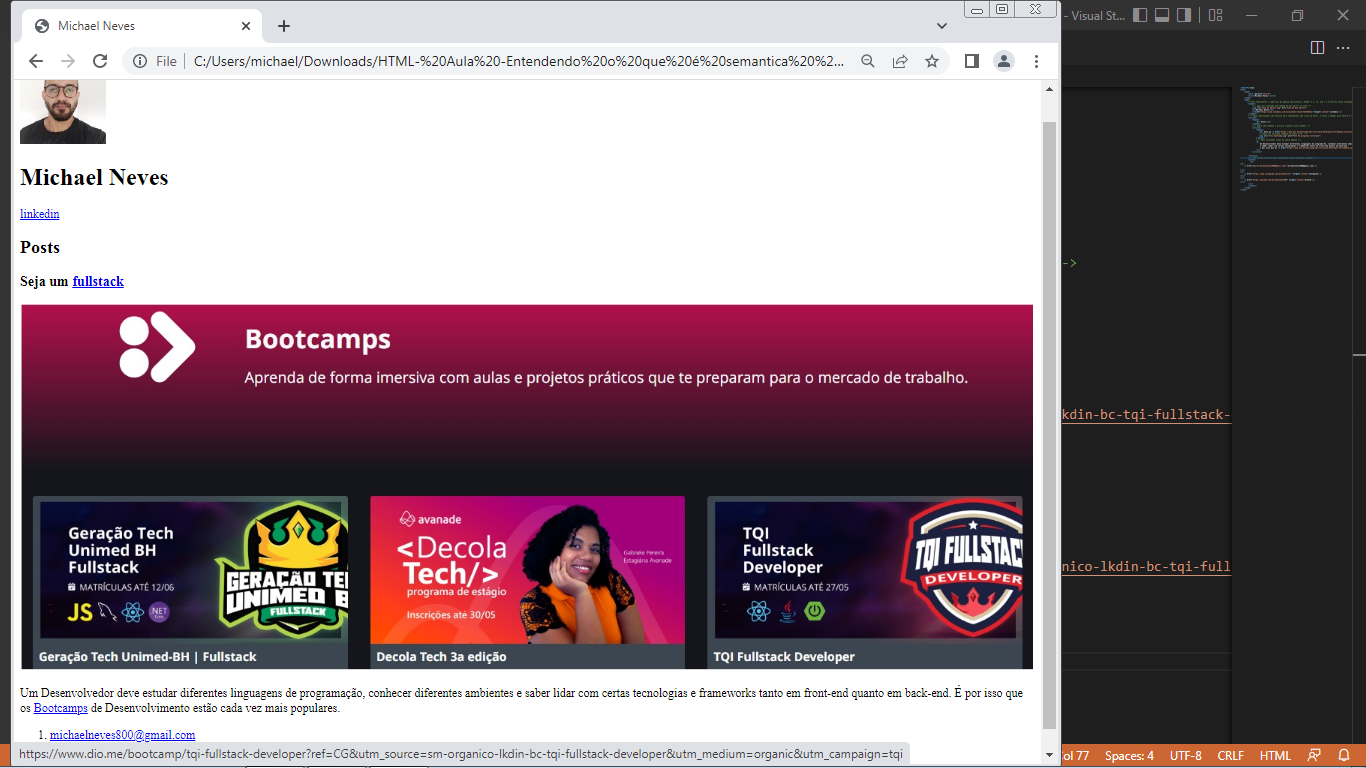 Michael Neves
- Visual St...
File
C:/Users/michael/Downloads/HTML-%20Aula%20-Entendendo%20o%20que%20é%20semantica%20%2...
Michael Neves
linkedin
Posts
Seja um fullstack
Bootcamps
Aprenda de forma imersiva com aulas e projetos práticos que te preparam para o mercado de trabalho.
Geração Tech
Unimed BH
Fullstack
MATRÍCULAS ATÉ 12/06
JS
.NET
GERAÇÃO TE
UNIMED B
FULLSTACK
Geração Tech Unimed-BH | Fullstack
avanade
<Decola
Tech/>
programa de estágio
Inscrições até 30/05
Gabriele Pereira
Estagiária Avanade
Decola Tech 3a edição
TQI
Fullstack
Developer
MATRÍCULAS ATÉ 27/05
TQI FULLSTAC
DEVELOPER
TQI Fullstack Developer
Um Desenvolvedor deve estudar diferentes linguagens de programação, conhecer diferentes ambientes e saber lidar com certas tecnologias e frameworks tanto em front-end quanto em back-end. É por isso que
os Bootcamps de Desenvolvimento estão cada vez mais populares.
1. michaelneves800@gmail.com
https://www.dio.me/bootcamp/tqi-fullstack-developer?ref=CG&utm_source=sm-organico-lkdin-bc-tqi-fullstack-developer&utm_medium=organic&utm_campaign=tqi
->
kdin-bc-tqi-fullstack-
nico-lkdin-bc-tqi-full
ol 77
Spaces: 4
UTF-8
CRLF
HTML